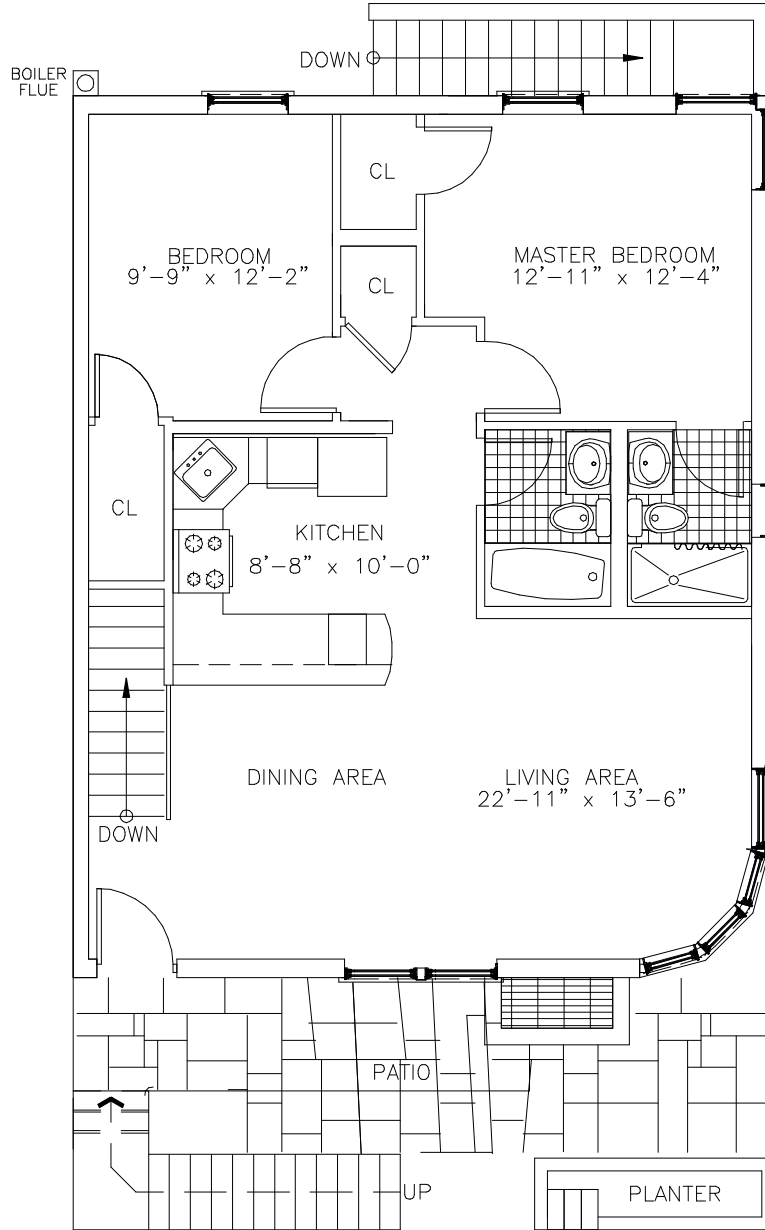 DOWN
BOILER
FLUE
CL
BEDROOM
9'-9" x 12'-2"
MASTER BEDROOM
12'-11" x 12'-4"
CL
CL
KITCHEN
8'-8" x 10'-0"
DINING AREA
LIVING AREA
22'-11" x 13'-6"
DOWN
PATIO
UP
PLANTER